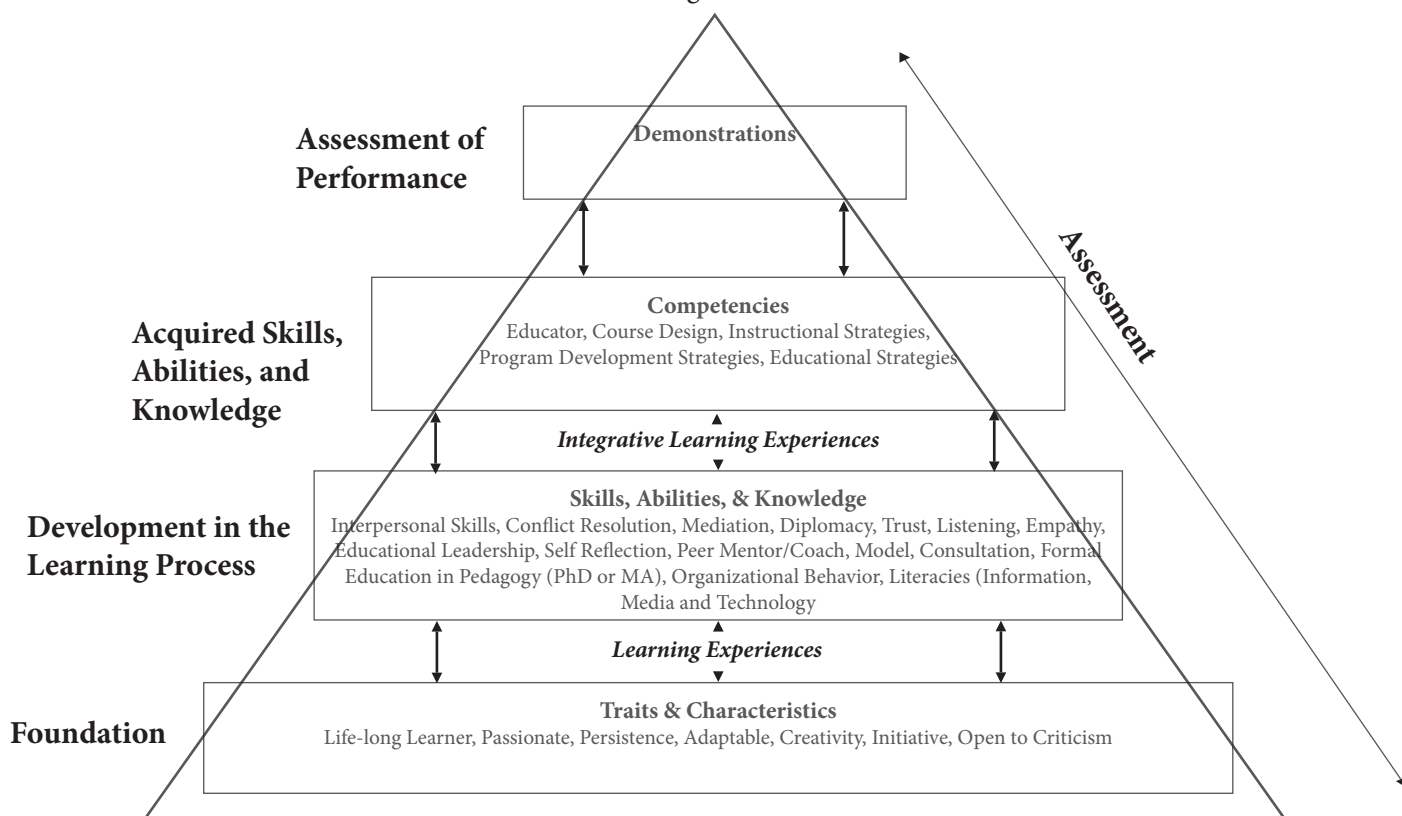 Assessment of
Performance
Demonstrations
Assessment
Acquired Skills,
Abilities, and
Knowledge
Competencies
Educator, Course Design, Instructional Strategies,
Program Development Strategies, Educational Strategies
Integrative Learning Experiences
Development in the
Learning Process
Skills, Abilities, & Knowledge
Interpersonal Skills, Conflict Resolution, Mediation, Diplomacy, Trust, Listening, Empathy,
Educational Leadership, Self Reflection, Peer Mentor/Coach, Model, Consultation, Formal
Education in Pedagogy (PhD or MA), Organizational Behavior, Literacies (Information,
Media and Technology
Learning Experiences
Foundation
Traits & Characteristics
Life-long Learner, Passionate, Persistence, Adaptable, Creativity, Initiative, Open to Criticism